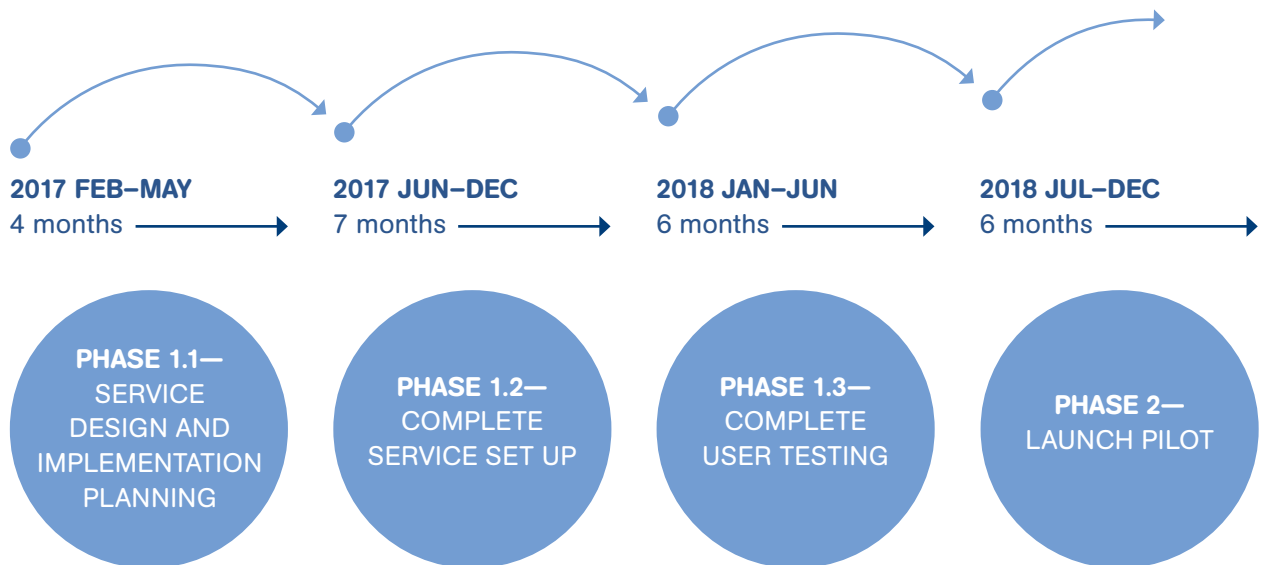 2017 FEB–MAY
4 months
2017 JUN–DEC
7 months
2018 JAN–JUN
6 months
2018 JUL–DEC
6 months
PHASE 1.1—
SERVICE
DESIGN AND
IMPLEMENTATION
PLANNING
PHASE 1.2—
COMPLETE
SERVICE SET UP
PHASE 1.3—
COMPLETE
USER TESTING
PHASE 2—
LAUNCH PILOT